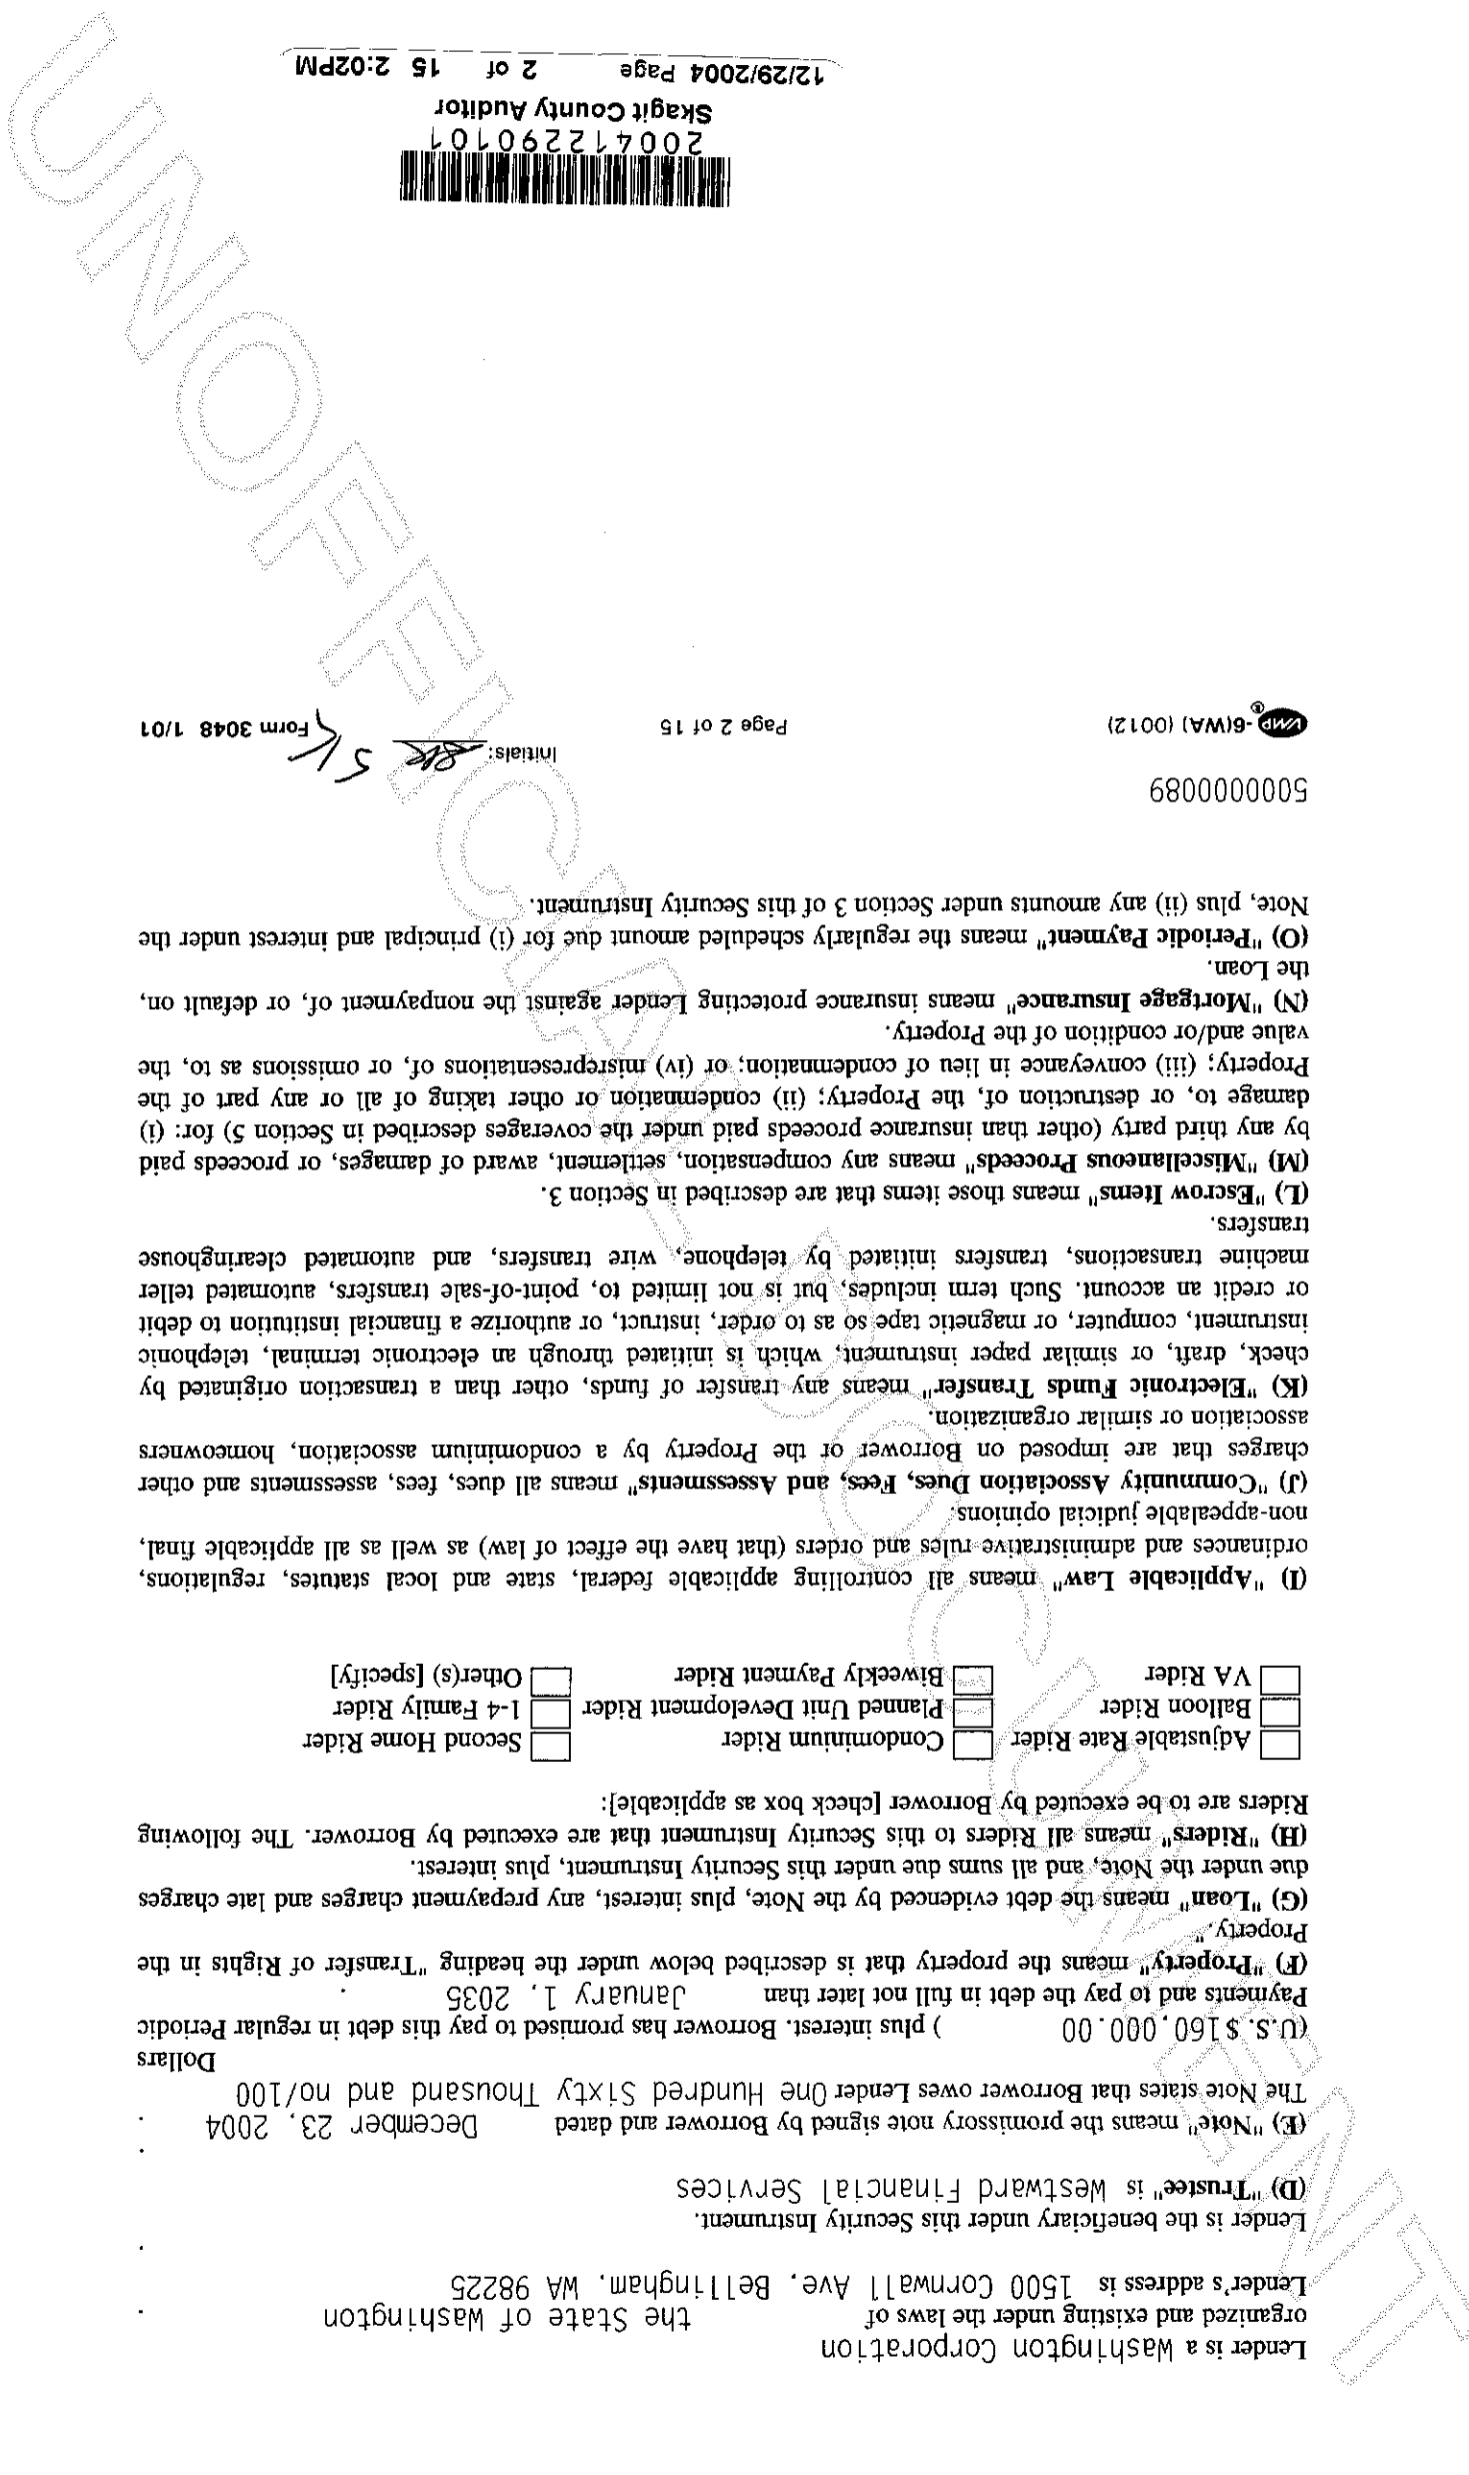 Lender is a Washington Corporation
organized and existing under the laws of the State of Washington .
Lender's address is 1500 Cornwall Ave, Bellingham, WA 98225
.
Lender is the beneficiary under this Security Instrument.
(D) "Trustee" is Westward Financial Services
.
(E) "Note" means the promissory note signed by Borrower and dated December 23, 2004 .
The Note states that Borrower owes Lender One Hundred Sixty Thousand and no/100
Dollars
(U.S. $160,000.00 ) plus interest. Borrower has promised to pay this debt in regular Periodic
Payments and to pay the debt in full not later than January 1, 2035 .
(F) "Property" means the property that is described below under the heading "Transfer of Rights in the
Property."
(G) "Loan" means the debt evidenced by the Note, plus interest, any prepayment charges and late charges
due under the Note, and all sums due under this Security Instrument, plus interest.
(H) "Riders" means all Riders to this Security Instrument that are executed by Borrower. The following
Riders are to be executed by Borrower [check box as applicable]:
Adjustable Rate Rider Condominium Rider Second Home Rider
Balloon Rider Planned Unit Development Rider 1-4 Family Rider
VA Rider Biweekly Payment Rider Other(s) [specify]
(I) "Applicable Law" means all controlling applicable federal, state and local statutes, regulations,
ordinances and administrative rules and orders (that have the effect of law) as well as all applicable final,
non-appealable judicial opinions.
(J) "Community Association Dues, Fees, and Assessments" means all dues, fees, assessments and other
charges that are imposed on Borrower or the Property by a condominium association, homeowners
association or similar organization.
(K) "Electronic Funds Transfer" means any transfer of funds, other than a transaction originated by
check, draft, or similar paper instrument, which is initiated through an electronic terminal, telephonic
instrument, computer, or magnetic tape so as to order, instruct, or authorize a financial institution to debit
or credit an account. Such term includes, but is not limited to, point-of-sale transfers, automated teller
machine transactions, transfers initiated by telephone, wire transfers, and automated clearinghouse
transfers.
(L) "Escrow Items" means those items that are described in Section 3.
(M) "Miscellaneous Proceeds" means any compensation, settlement, award of damages, or proceeds paid
by any third party (other than insurance proceeds paid under the coverages described in Section 5) for: (i)
damage to, or destruction of, the Property; (ii) condemnation or other taking of all or any part of the
Property; (iii) conveyance in lieu of condemnation; or (iv) misrepresentations of, or omissions as to, the
value and/or condition of the Property.
(N) "Mortgage Insurance" means insurance protecting Lender against the nonpayment of, or default on,
the Loan.
(O) "Periodic Payment" means the regularly scheduled amount due for (i) principal and interest under the
Note, plus (ii) any amounts under Section 3 of this Security Instrument.
5000000089
Initials: SK
VMP -6(WA) (0012) Page 2 of 15 Form 3048 1/01
200412290101
Skagit County Auditor
12/29/2004 Page 2 of 15 2:02PM
UNOFFICIAL DOCUMENT